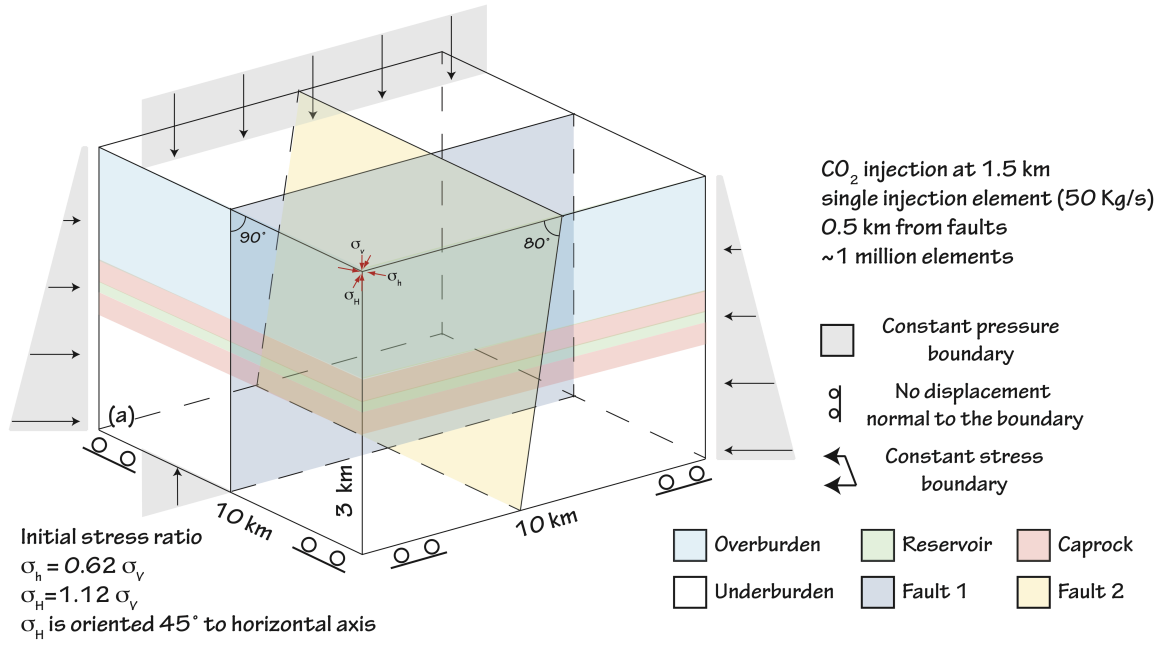 σv
σh
σH
90°
80°
(a)
3 km
10 km
10 km
CO2 injection at 1.5 km
single injection element (50 Kg/s)
0.5 km from faults
~1 million elements
Constant pressure
boundary
No displacement
normal to the boundary
Constant stress
boundary
Initial stress ratio
σh = 0.62 σv
σH=1.12 σv
σH is oriented 45° to horizontal axis
Overburden
Reservoir
Caprock
Underburden
Fault 1
Fault 2